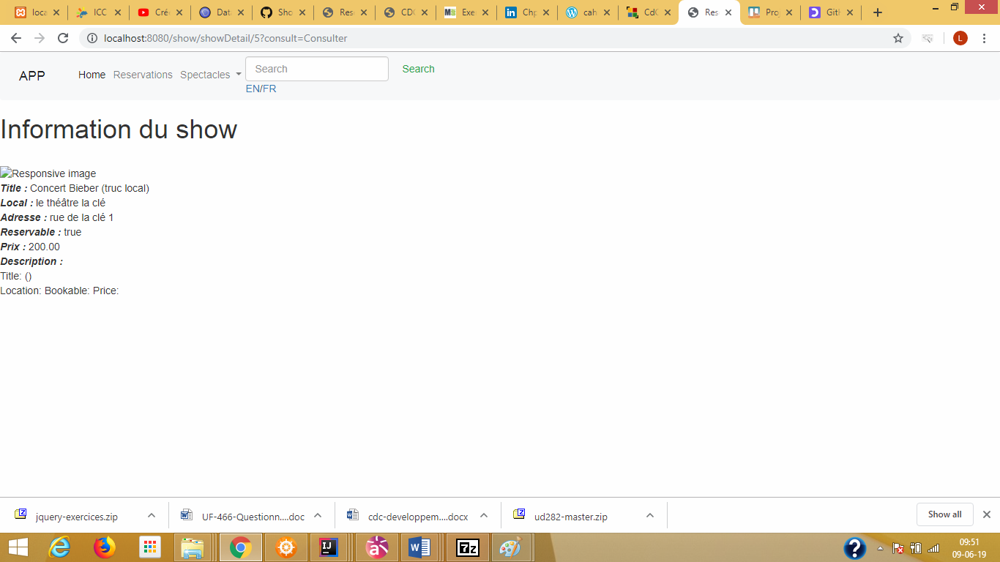 loca
ICC
Cré
Data
Sho
Res
CDC
Exe
Chp
cah
CdC
Res
Proj
Gith
localhost:8080/show/showDetail/5?consult=Consulter
L
APP
Home Reservations Spectacles Search Search
EN/FR
Information du show
Responsive image
Title : Concert Bieber (truc local)
Local : le théâtre la clé
Adresse : rue de la clé 1
Reservable : true
Prix : 200.00
Description :
Title: ()
Location: Bookable: Price:
jquery-exercices.zip
UF-466-Questionn....doc
cdc-developpem....docx
ud282-master.zip
Show all
09:51
09-06-19